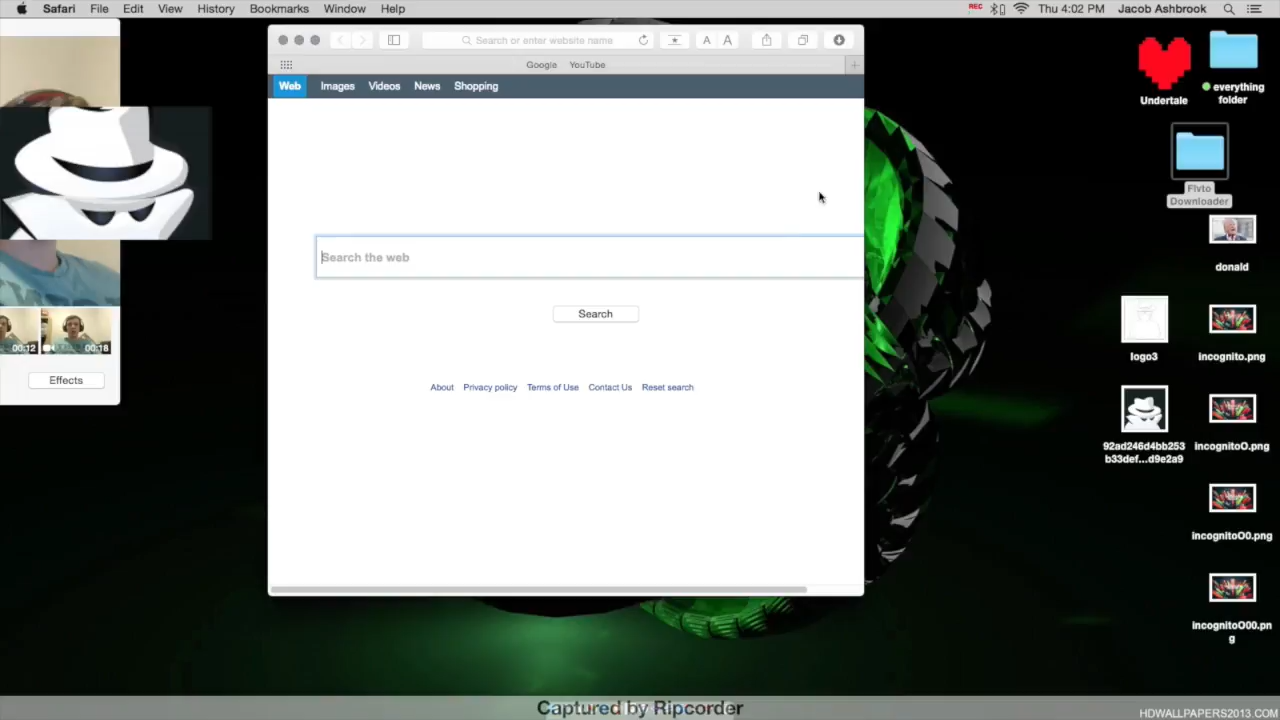 Safari File Edit View History Bookmarks Window Help
REC Thu 4:02 PM Jacob Ashbrook
Search or enter website name
A A
Google YouTube
Web Images Videos News Shopping
Search the web
Search
About Privacy policy Terms of Use Contact Us Reset search
00:12 00:18
Effects
Undertale
everything
folder
Flvto
Downloader
donald
logo3
incognito.png
92ad246d4bb253
b33def...d9e2a9
incognitoO.png
incognitoO0.png
incognitoO00.pn
g
Captured by Ripcorder
HDWALLPAPERS2013.COM